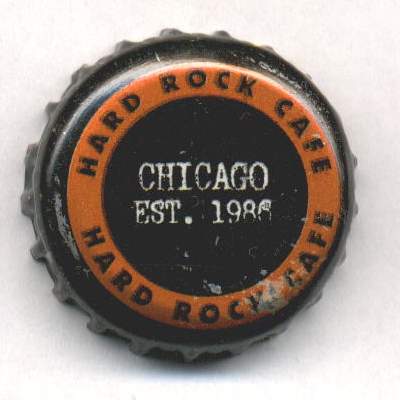 HARD ROCK CAFE
CHICAGO
EST. 1986
HARD ROCK CAFE